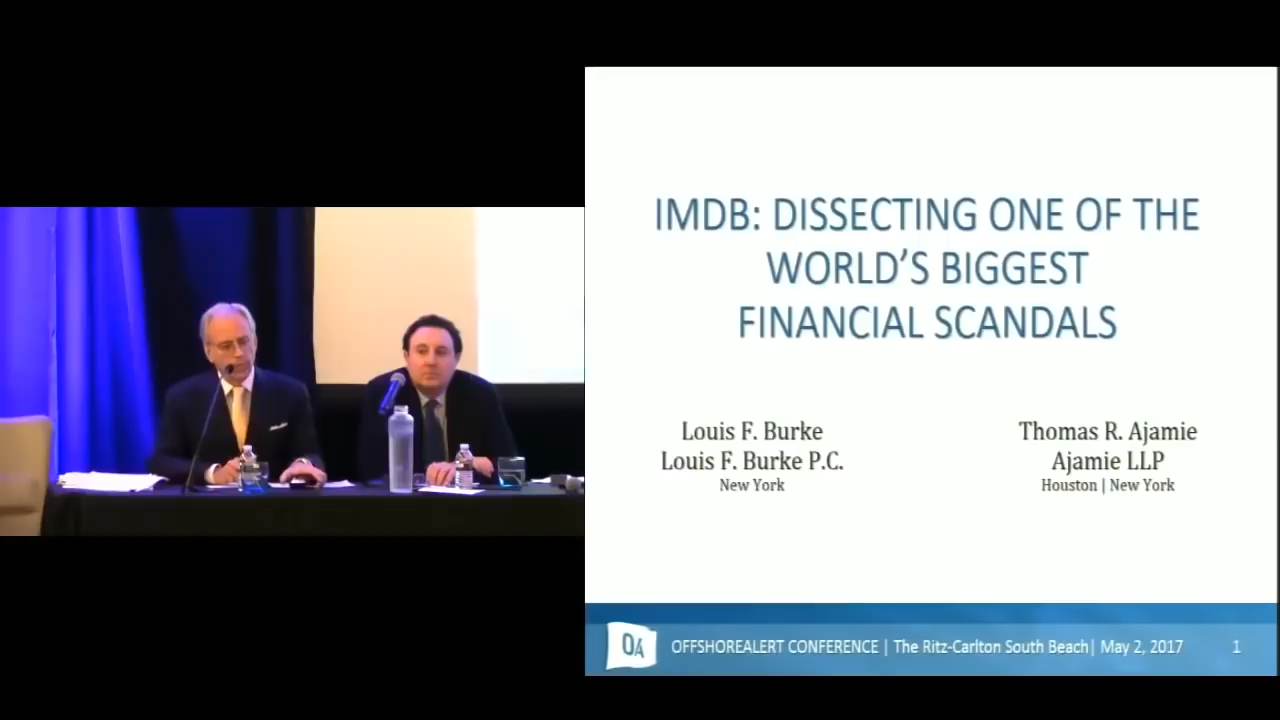 IMDB: DISSECTING ONE OF THE
WORLD'S BIGGEST
FINANCIAL SCANDALS
Louis F. Burke
Louis F. Burke P.C.
New York
Thomas R. Ajamie
Ajamie LLP
Houston | New York
OA
OFFSHOREALERT CONFERENCE | The Ritz-Carlton South Beach| May 2, 2017
1